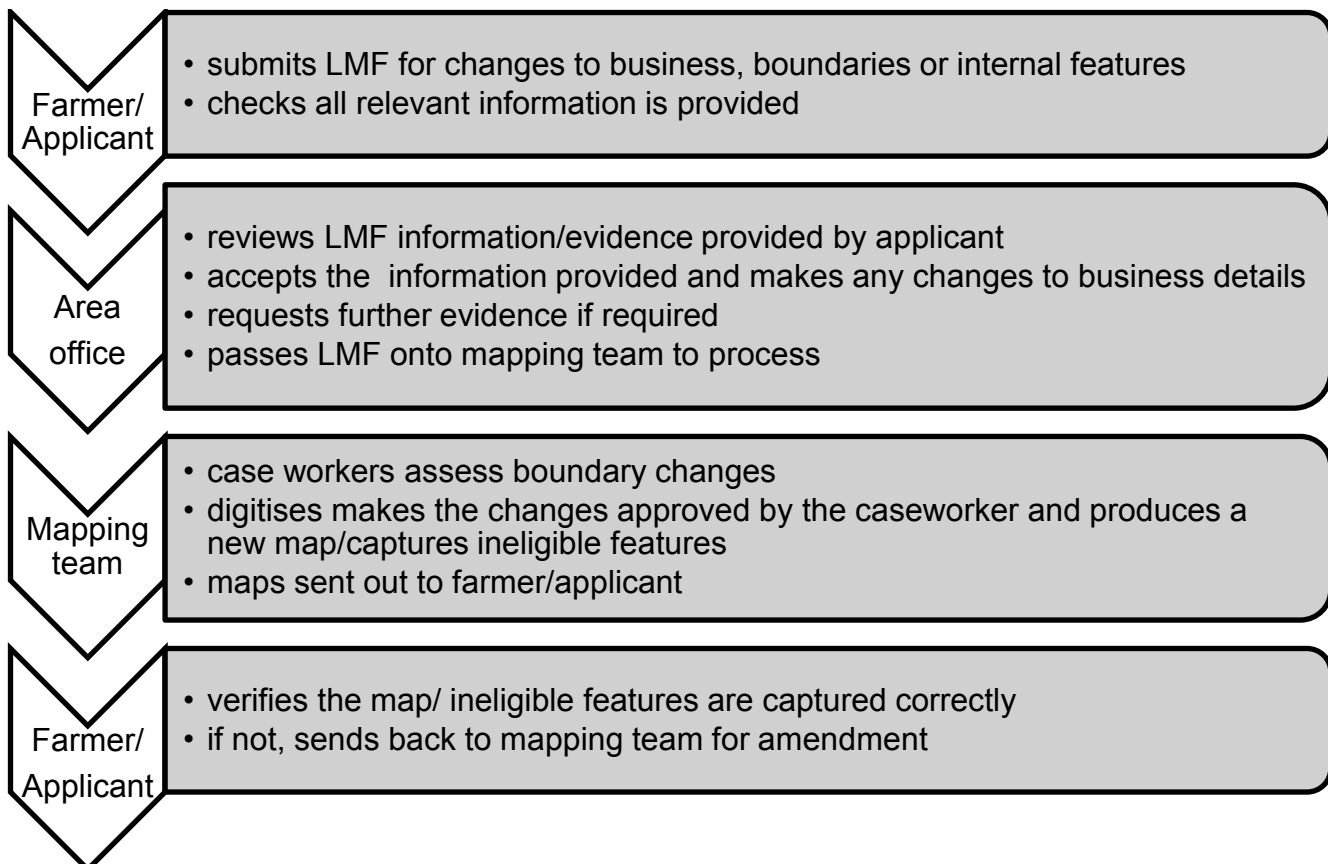 Farmer/
Applicant
• submits LMF for changes to business, boundaries or internal features
• checks all relevant information is provided
Area
office
• reviews LMF information/evidence provided by applicant
• accepts the  information provided and makes any changes to business details
• requests further evidence if required
• passes LMF onto mapping team to process
Mapping
team
• case workers assess boundary changes
• digitises makes the changes approved by the caseworker and produces a
new map/captures ineligible features
• maps sent out to farmer/applicant
Farmer/
Applicant
• verifies the map/ ineligible features are captured correctly
• if not, sends back to mapping team for amendment